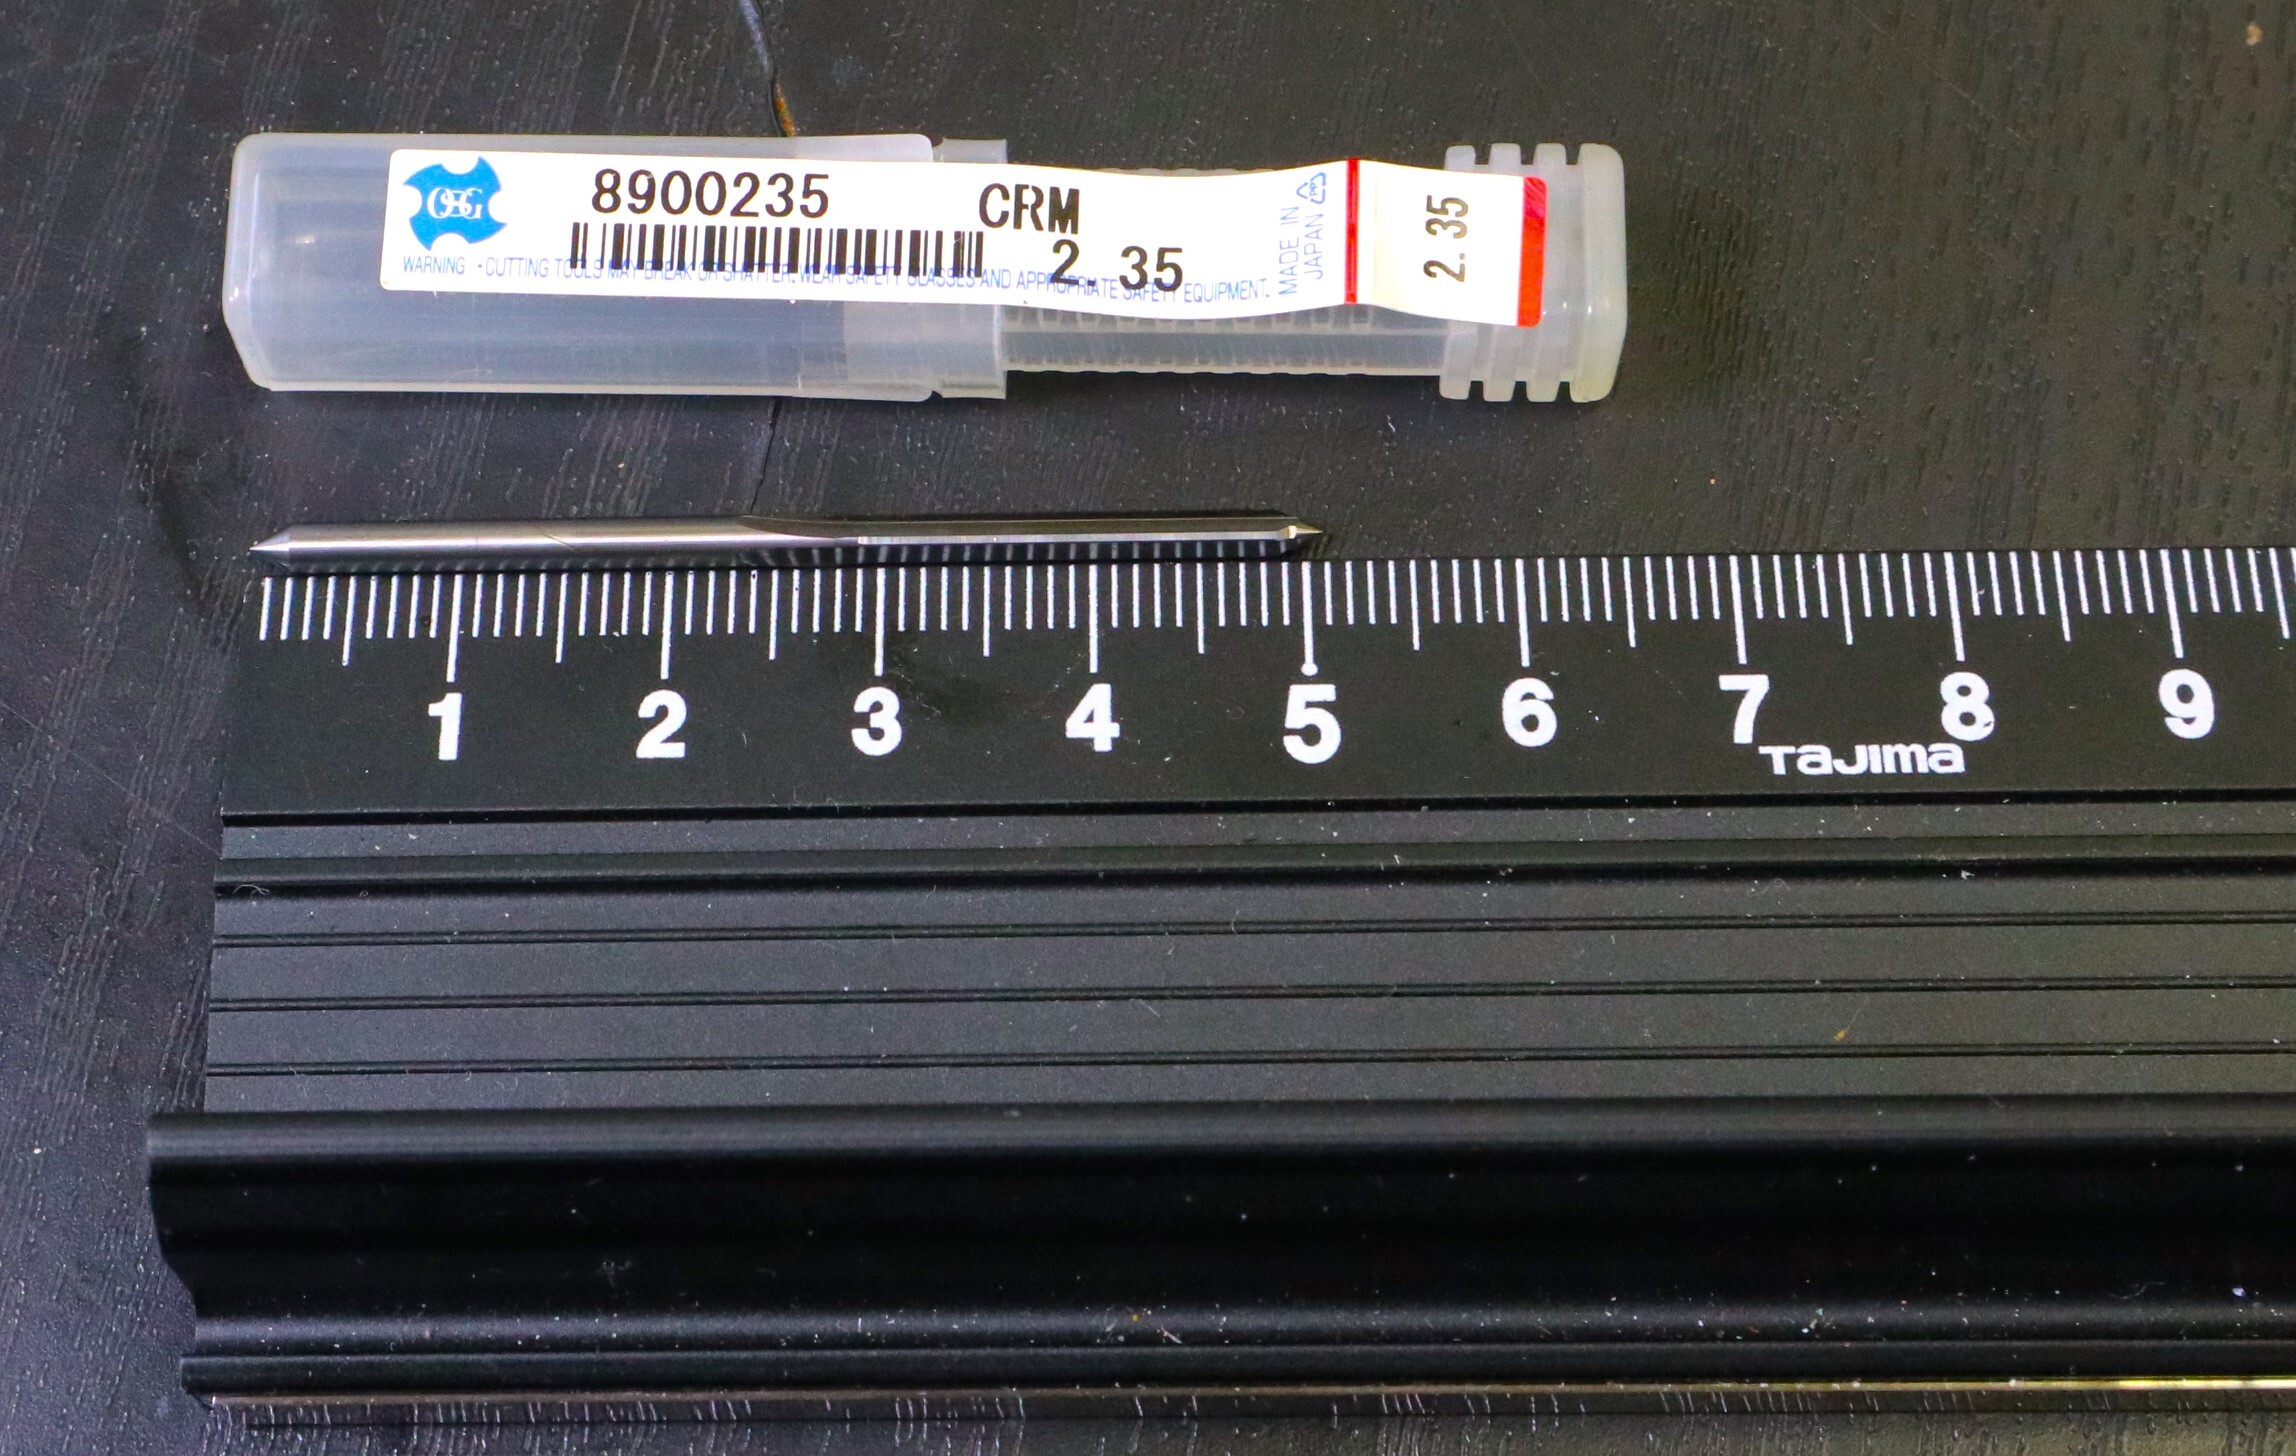 OSG
8900235
CRM
2.35
WARNING ・CUTTING TOOLS MAY BREAK OR SHATTER. WEAR SAFETY GLASSES AND APPROPRIATE SAFETY EQUIPMENT.
MADE IN
JAPAN
PP
2.35
1 2 3 4 5 6 7 8 9
TAJIMA